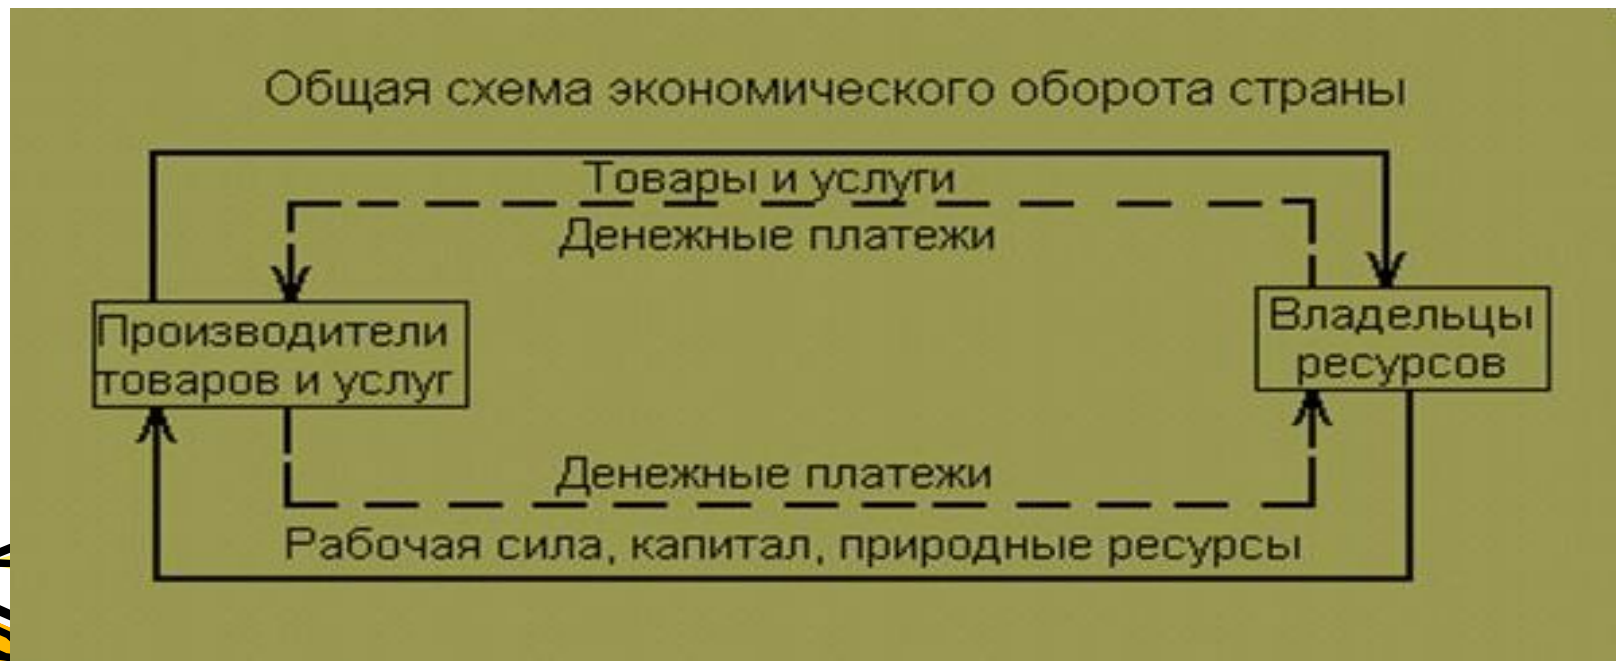 Общая схема экономического оборота страны
Товары и услуги
Денежные платежи
Производители
товаров и услуг
Владельцы
ресурсов
Денежные платежи
Рабочая сила, капитал, природные ресурсы